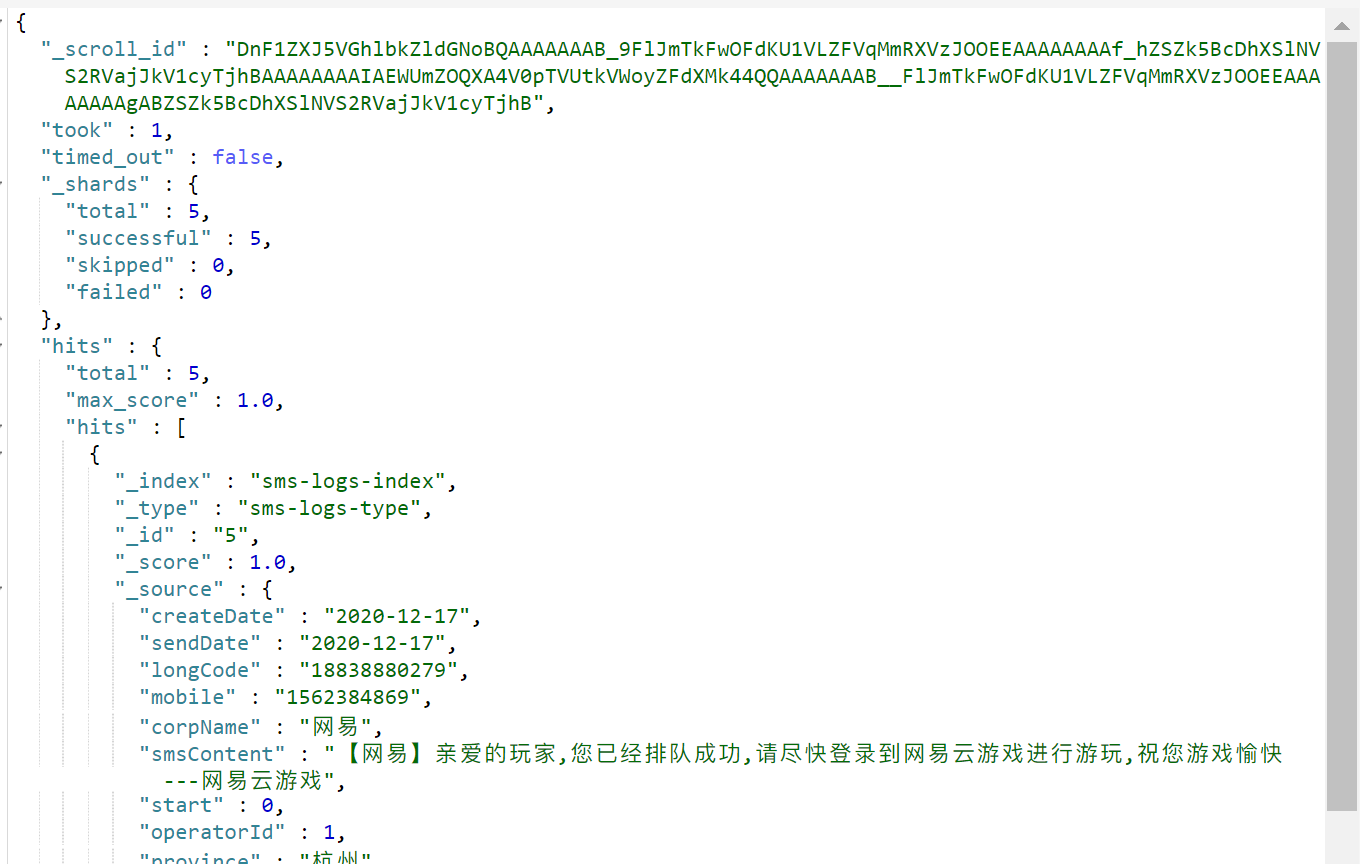 {
"_scroll_id" : "DnF1ZXJ5VGhlbkZldGNoBQAAAAAAAB_9FlJmTkFwOFdKU1VLZFVqMmRXVzJOOEEAAAAAAAAf_hZSZk5BcDhXSlNV
S2RVajJkV1cyTjhBAAAAAAAAIAEWUmZOQXA4V0pTVUtkVWoyZFdXMk44QQAAAAAAAB__FlJmTkFwOFdKU1VLZFVqMmRXVzJOOEEAAA
AAAAAgABZSZk5BcDhXSlNVS2RVajJkV1cyTjhB",
"took" : 1,
"timed_out" : false,
"_shards" : {
"total" : 5,
"successful" : 5,
"skipped" : 0,
"failed" : 0
},
"hits" : {
"total" : 5,
"max_score" : 1.0,
"hits" : [
{
"_index" : "sms-logs-index",
"_type" : "sms-logs-type",
"_id" : "5",
"_score" : 1.0,
"_source" : {
"createDate" : "2020-12-17",
"sendDate" : "2020-12-17",
"longCode" : "18838880279",
"mobile" : "1562384869",
"corpName" : "网易",
"smsContent" : "【网易】亲爱的玩家,您已经排队成功,请尽快登录到网易云游戏进行游玩,祝您游戏愉快
---网易云游戏",
"start" : 0,
"operatorId" : 1,
"province" : "杭州"